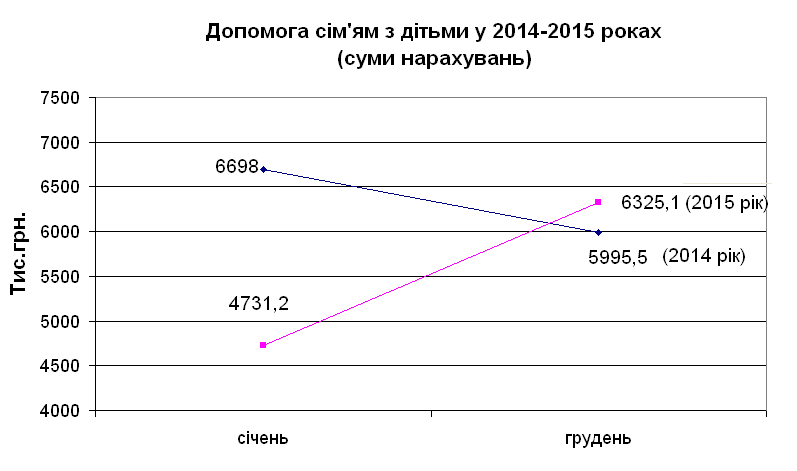 Допомога сім'ям з дітьми у 2014-2015 роках
(суми нарахувань)
Тис.грн.
7500
7000
6500
6000
5500
5000
4500
4000
6698
6325,1 (2015 рік)
5995,5 (2014 рік)
4731,2
січень грудень